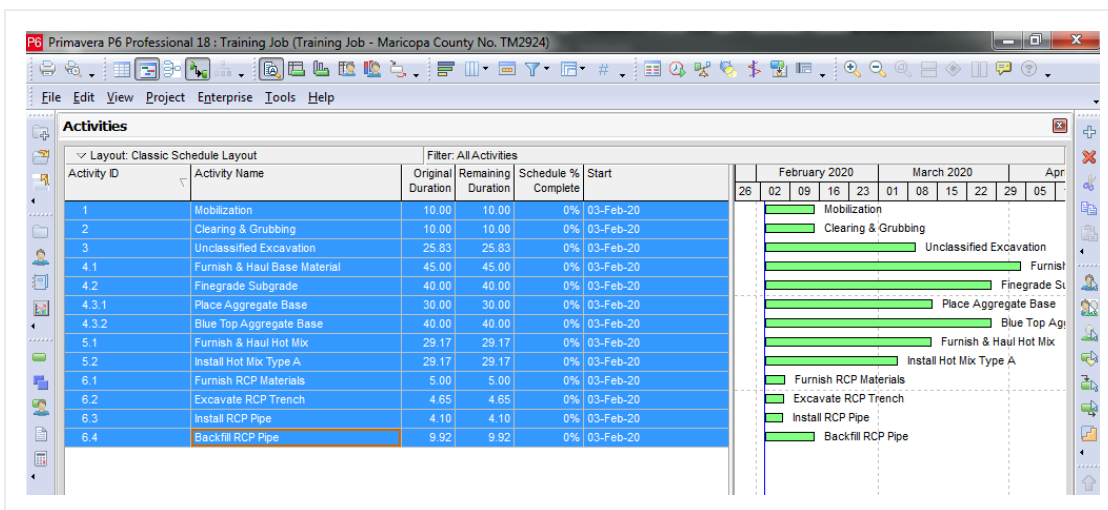 P6 Primavera P6 Professional 18 : Training Job (Training Job - Maricopa County No. TM2924)
File Edit View Project Enterprise Tools Help
Activities
Layout: Classic Schedule Layout Filter: All Activities
Activity ID Activity Name Original Duration Remaining Duration Schedule % Complete Start
February 2020 March 2020 Apr
26 02 09 16 23 01 08 15 22 29 05
1 Mobilization 10.00 10.00 0% 03-Feb-20 Mobilization
2 Clearing & Grubbing 10.00 10.00 0% 03-Feb-20 Clearing & Grubbing
3 Unclassified Excavation 25.83 25.83 0% 03-Feb-20 Unclassified Excavation
4.1 Furnish & Haul Base Material 45.00 45.00 0% 03-Feb-20 Furnish
4.2 Finegrade Subgrade 40.00 40.00 0% 03-Feb-20 Finegrade Su
4.3.1 Place Aggregate Base 30.00 30.00 0% 03-Feb-20 Place Aggregate Base
4.3.2 Blue Top Aggregate Base 40.00 40.00 0% 03-Feb-20 Blue Top Agg
5.1 Furnish & Haul Hot Mix 29.17 29.17 0% 03-Feb-20 Furnish & Haul Hot Mix
5.2 Install Hot Mix Type A 29.17 29.17 0% 03-Feb-20 Install Hot Mix Type A
6.1 Furnish RCP Materials 5.00 5.00 0% 03-Feb-20 Furnish RCP Materials
6.2 Excavate RCP Trench 4.65 4.65 0% 03-Feb-20 Excavate RCP Trench
6.3 Install RCP Pipe 4.10 4.10 0% 03-Feb-20 Install RCP Pipe
6.4 Backfill RCP Pipe 9.92 9.92 0% 03-Feb-20 Backfill RCP Pipe